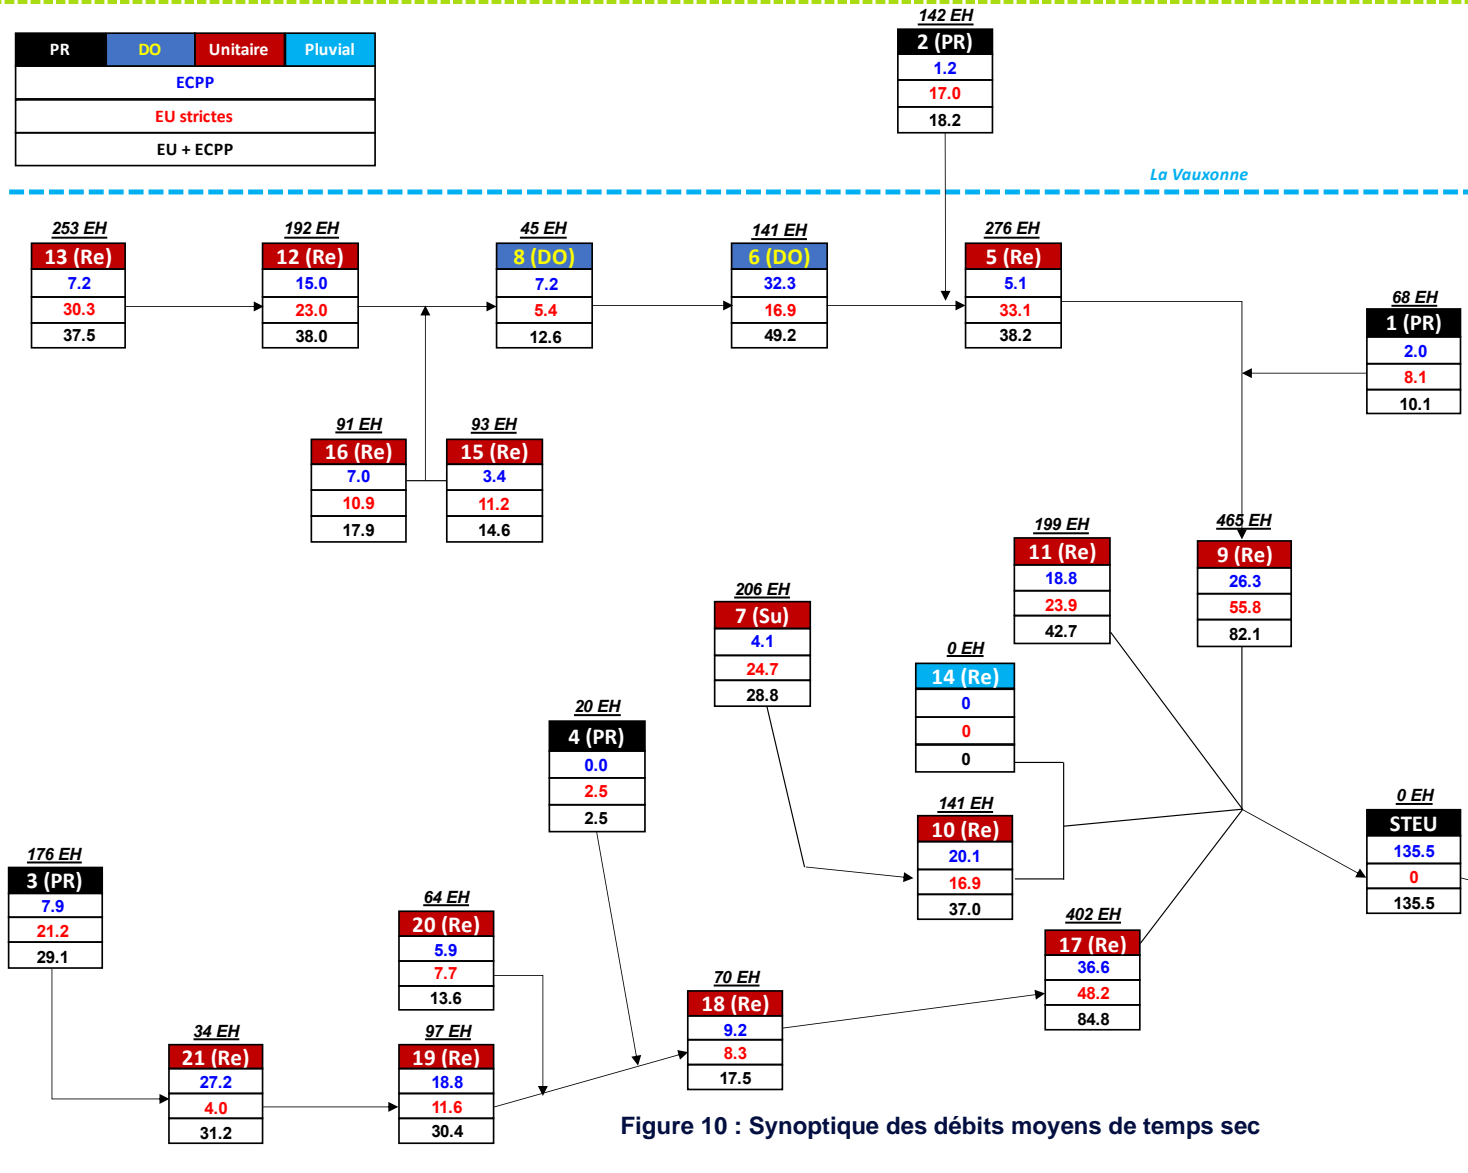 142 EH
2 (PR)
1.2
17.0
18.2
PR DO Unitaire Pluvial
ECPP
EU strictes
EU + ECPP
La Vauxonne
253 EH
13 (Re)
7.2
30.3
37.5
192 EH
12 (Re)
15.0
23.0
38.0
45 EH
8 (DO)
7.2
5.4
12.6
141 EH
6 (DO)
32.3
16.9
49.2
276 EH
5 (Re)
5.1
33.1
38.2
68 EH
1 (PR)
2.0
8.1
10.1
91 EH
16 (Re)
7.0
10.9
17.9
93 EH
15 (Re)
3.4
11.2
14.6
199 EH
11 (Re)
18.8
23.9
42.7
465 EH
9 (Re)
26.3
55.8
82.1
206 EH
7 (Su)
4.1
24.7
28.8
0 EH
14 (Re)
0
0
0
20 EH
4 (PR)
0.0
2.5
2.5
141 EH
10 (Re)
20.1
16.9
37.0
0 EH
STEU
135.5
0
135.5
176 EH
3 (PR)
7.9
21.2
29.1
64 EH
20 (Re)
5.9
7.7
13.6
402 EH
17 (Re)
36.6
48.2
84.8
70 EH
18 (Re)
9.2
8.3
17.5
34 EH
21 (Re)
27.2
4.0
31.2
97 EH
19 (Re)
18.8
11.6
30.4
Figure 10 : Synoptique des débits moyens de temps sec